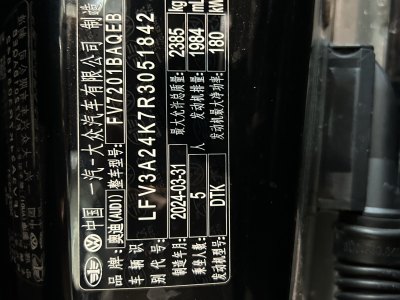 中国 一汽-大众汽车有限公司 制造
品牌: 奥迪(AUDI) 整车型号: FV7201BAQEB
车辆识别代号: LFV3A24K7R3051842
制造年月: 2024-03-31 最大允许总质量: 2385 kg
乘坐人数: 5 人 发动机排量: 1984 mL
发动机型号: DTK 发动机最大净功率: 180 kW